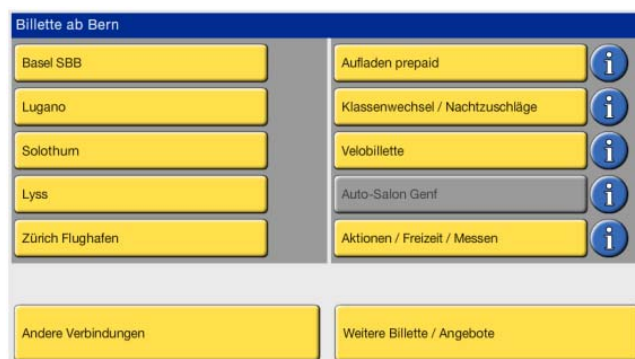 Billette ab Bern
Basel SBB
Lugano
Solothurn
Lyss
Zürich Flughafen
Aufladen prepaid
i
Klassenwechsel / Nachtzuschläge
i
Velobillette
i
Auto-Salon Genf
i
Aktionen / Freizeit / Messen
i
Andere Verbindungen
Weitere Billette / Angebote